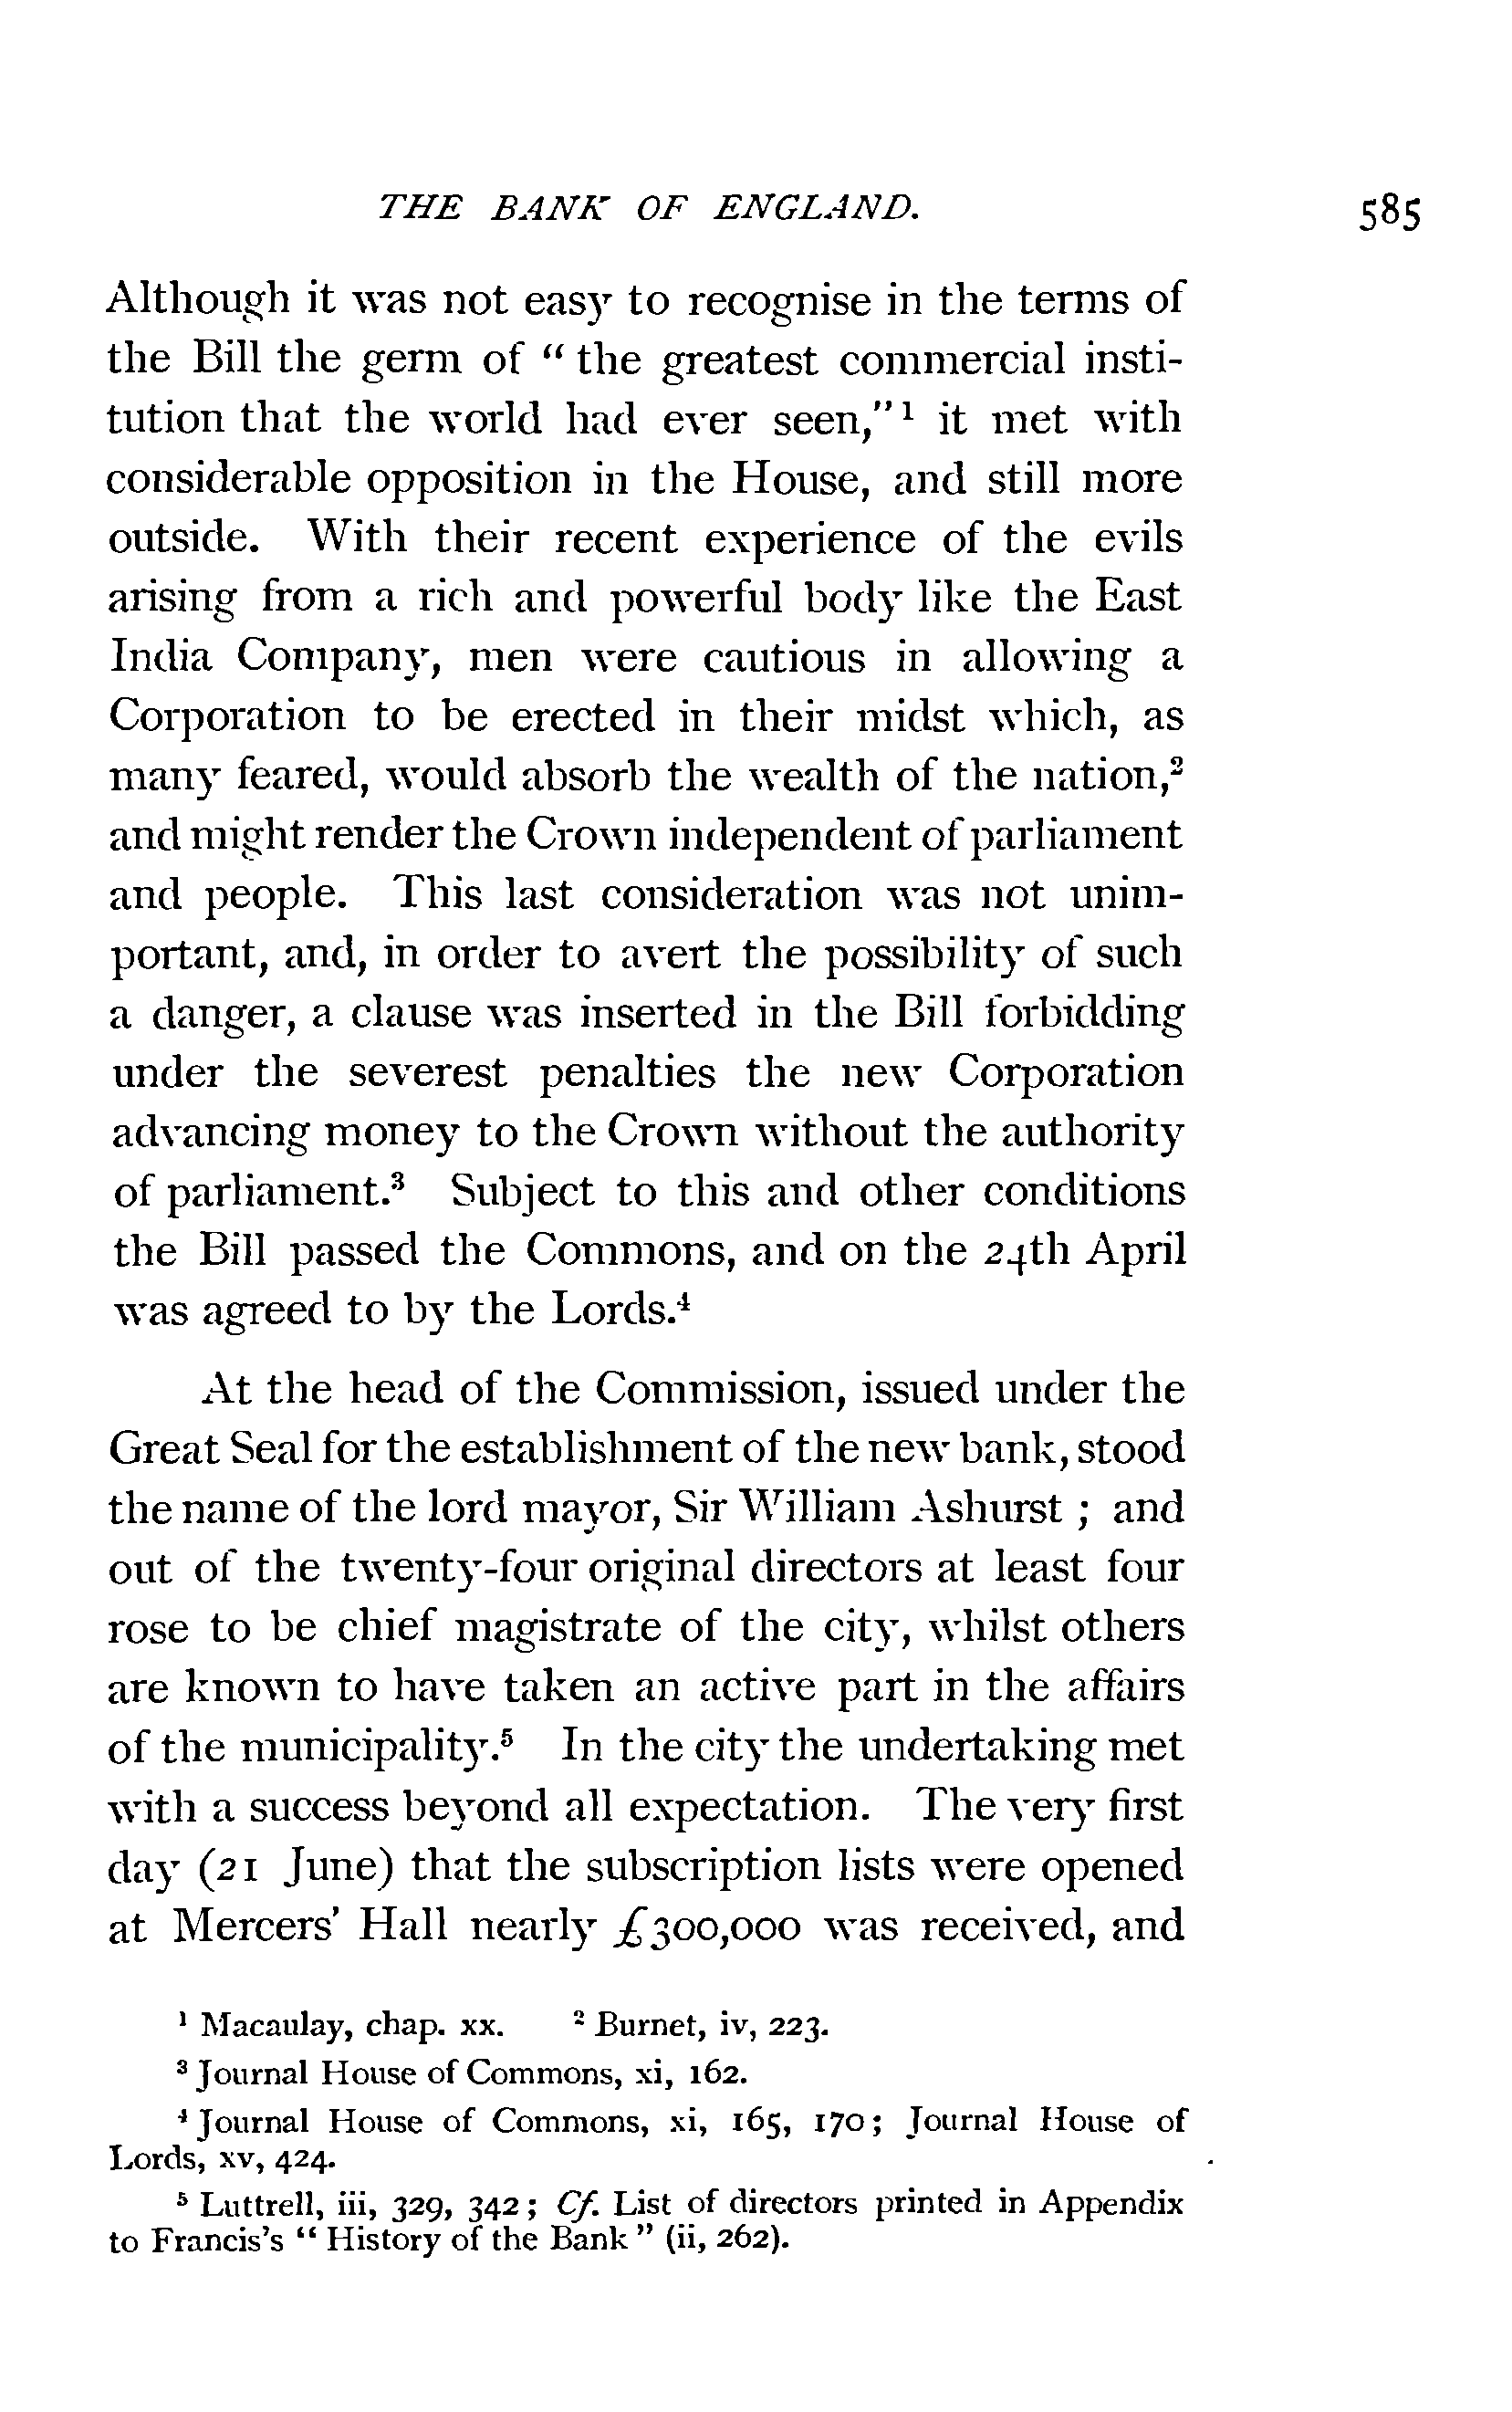 THE BANK OF ENGLAND. 585
Although it was not easy to recognise in the terms of
the Bill the germ of “ the greatest commercial insti-
tution that the world had ever seen,”¹ it met with
considerable opposition in the House, and still more
outside. With their recent experience of the evils
arising from a rich and powerful body like the East
India Company, men were cautious in allowing a
Corporation to be erected in their midst which, as
many feared, would absorb the wealth of the nation,²
and might render the Crown independent of parliament
and people. This last consideration was not unim-
portant, and, in order to avert the possibility of such
a danger, a clause was inserted in the Bill forbidding
under the severest penalties the new Corporation
advancing money to the Crown without the authority
of parliament.³ Subject to this and other conditions
the Bill passed the Commons, and on the 24th April
was agreed to by the Lords.⁴
At the head of the Commission, issued under the
Great Seal for the establishment of the new bank, stood
the name of the lord mayor, Sir William Ashurst ; and
out of the twenty-four original directors at least four
rose to be chief magistrate of the city, whilst others
are known to have taken an active part in the affairs
of the municipality.⁵ In the city the undertaking met
with a success beyond all expectation. The very first
day (21 June) that the subscription lists were opened
at Mercers’ Hall nearly £300,000 was received, and
¹ Macaulay, chap. xx. ² Burnet, iv, 223.
³ Journal House of Commons, xi, 162.
⁴ Journal House of Commons, xi, 165, 170; Journal House of
Lords, xv, 424.
⁵ Luttrell, iii, 329, 342; Cf. List of directors printed in Appendix
to Francis’s “ History of the Bank ” (ii, 262).